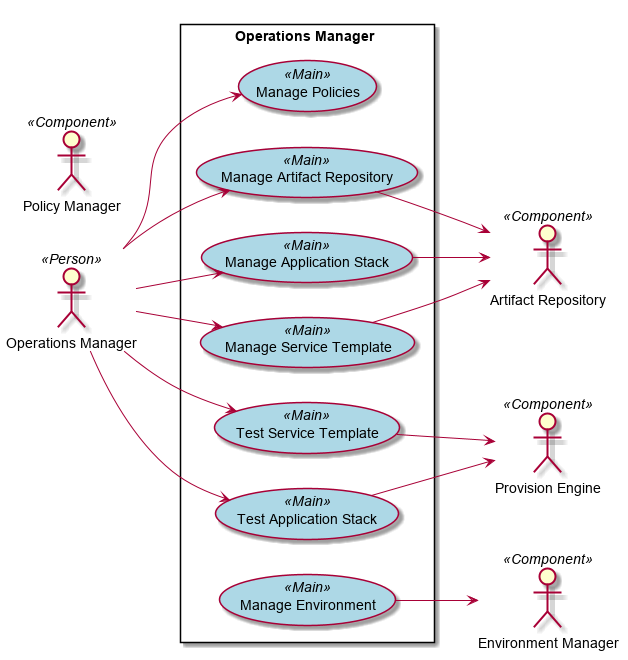 Operations Manager
«Main»
Manage Policies
«Component»
Policy Manager
«Main»
Manage Artifact Repository
«Component»
Artifact Repository
«Main»
Manage Application Stack
«Person»
Operations Manager
«Main»
Manage Service Template
«Main»
Test Service Template
«Component»
Provision Engine
«Main»
Test Application Stack
«Main»
Manage Environment
«Component»
Environment Manager